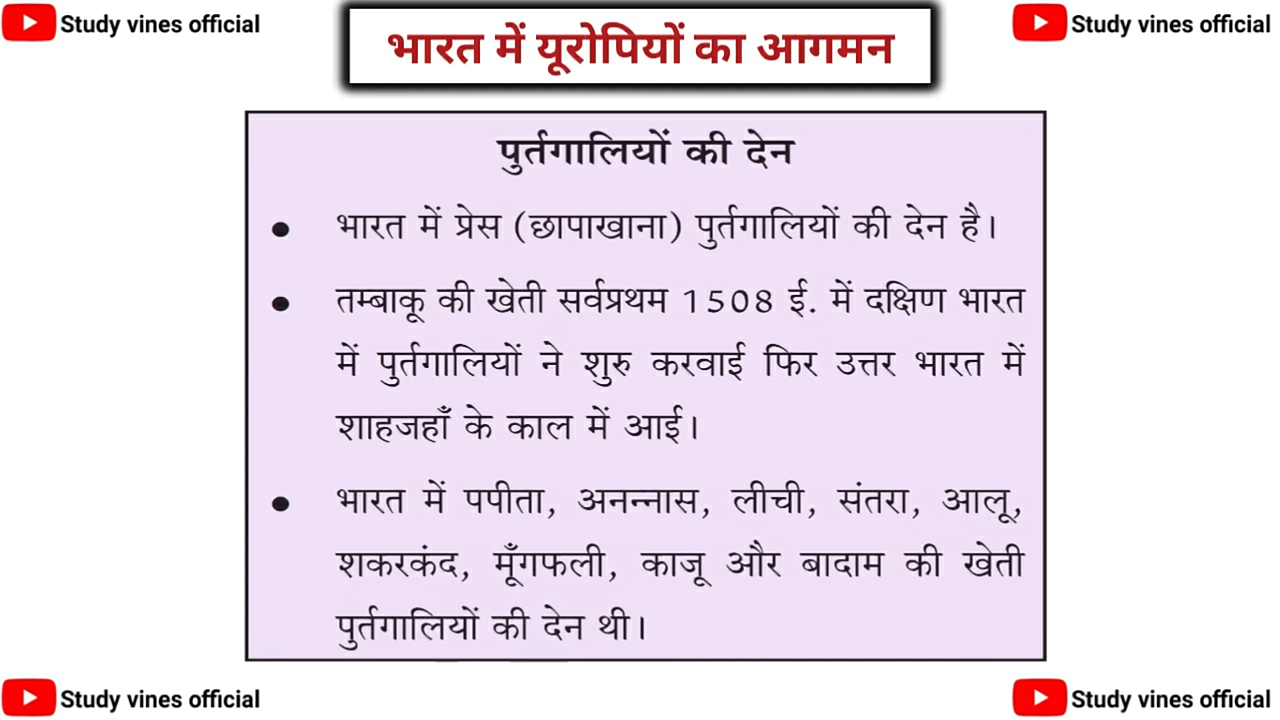 Study vines official
Study vines official
भारत में यूरोपियों का आगमन
पुर्तगालियों की देन
● भारत में प्रेस (छापाखाना) पुर्तगालियों की देन है।
● तम्बाकू की खेती सर्वप्रथम 1508 ई. में दक्षिण भारत
में पुर्तगालियों ने शुरु करवाई फिर उत्तर भारत में
शाहजहाँ के काल में आई।
● भारत में पपीता, अनन्नास, लीची, संतरा, आलू,
शकरकंद, मूँगफली, काजू और बादाम की खेती
पुर्तगालियों की देन थी।
Study vines official
Study vines official